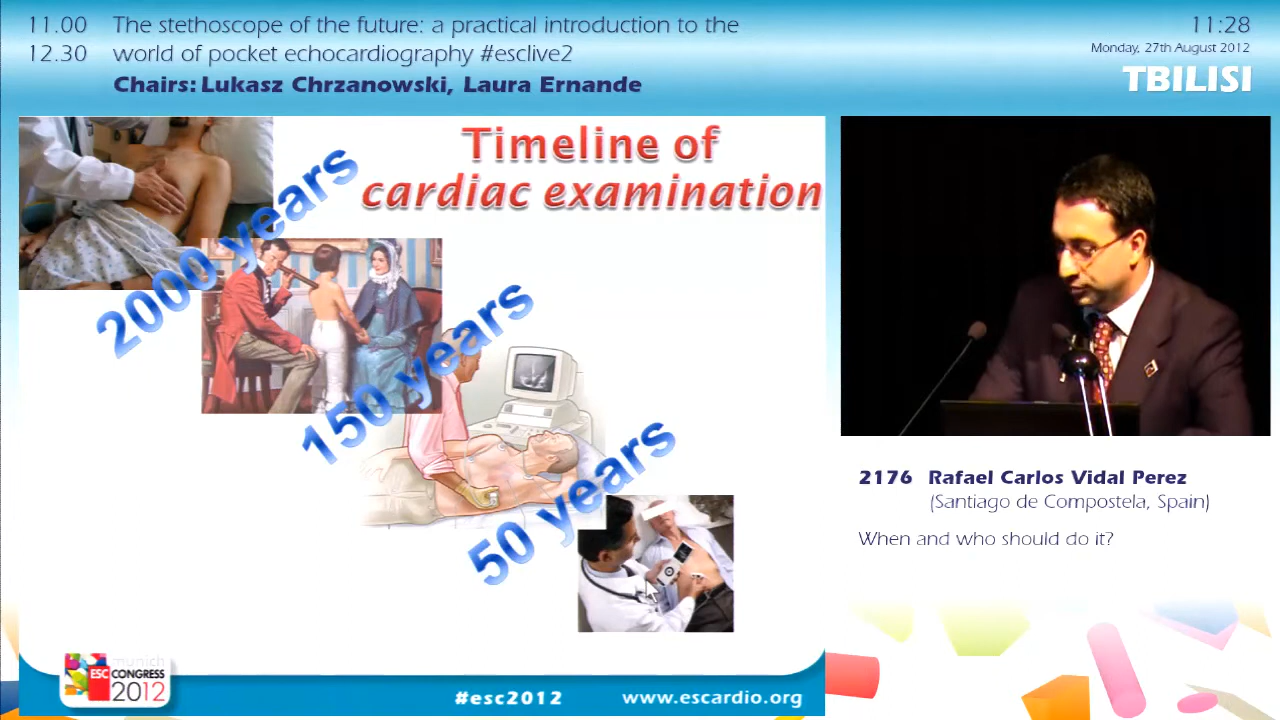 11.00 The stethoscope of the future: a practical introduction to the
12.30 world of pocket echocardiography #esclive2
Chairs: Lukasz Chrzanowski, Laura Ernande
11:28
Monday, 27th August 2012
TBILISI
Timeline of
cardiac examination
2000 years
150 years
50 years
2176 Rafael Carlos Vidal Perez
(Santiago de Compostela, Spain)
When and who should do it?
munich
ESC CONGRESS
2012
#esc2012
www.escardio.org